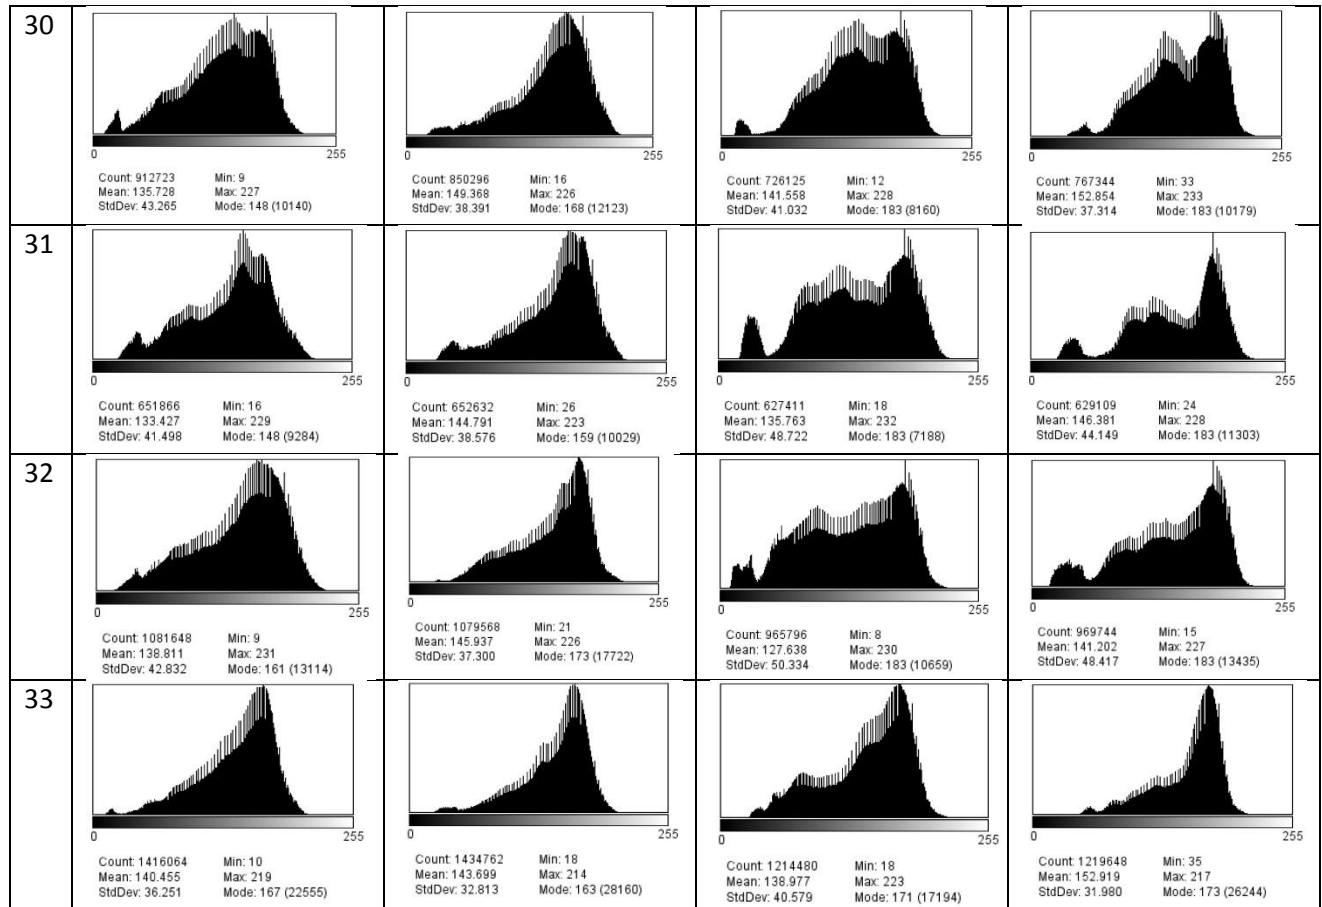 30
0 255
Count: 912723 Min: 9
Mean: 135.728 Max: 227
StdDev: 43.265 Mode: 148 (10140)
0 255
Count: 850296 Min: 16
Mean: 149.368 Max: 226
StdDev: 38.391 Mode: 168 (12123)
0 255
Count: 726125 Min: 12
Mean: 141.558 Max: 228
StdDev: 41.032 Mode: 183 (8160)
0 255
Count: 767344 Min: 33
Mean: 152.854 Max: 233
StdDev: 37.314 Mode: 183 (10179)
31
0 255
Count: 651866 Min: 16
Mean: 133.427 Max: 229
StdDev: 41.498 Mode: 148 (9284)
0 255
Count: 652632 Min: 26
Mean: 144.791 Max: 223
StdDev: 38.576 Mode: 159 (10029)
0 255
Count: 627411 Min: 18
Mean: 135.763 Max: 232
StdDev: 48.722 Mode: 183 (7188)
0 255
Count: 629109 Min: 24
Mean: 146.381 Max: 228
StdDev: 44.149 Mode: 183 (11303)
32
0 255
Count: 1081648 Min: 9
Mean: 138.811 Max: 231
StdDev: 42.832 Mode: 161 (13114)
0 255
Count: 1079568 Min: 21
Mean: 145.937 Max: 226
StdDev: 37.300 Mode: 173 (17722)
0 255
Count: 965796 Min: 8
Mean: 127.638 Max: 230
StdDev: 50.334 Mode: 183 (10659)
0 255
Count: 969744 Min: 15
Mean: 141.202 Max: 227
StdDev: 48.417 Mode: 183 (13435)
33
0 255
Count: 1416064 Min: 10
Mean: 140.455 Max: 219
StdDev: 36.251 Mode: 167 (22555)
0 255
Count: 1434762 Min: 18
Mean: 143.699 Max: 214
StdDev: 32.813 Mode: 163 (28160)
0 255
Count: 1214480 Min: 18
Mean: 138.977 Max: 223
StdDev: 40.579 Mode: 171 (17194)
0 255
Count: 1219648 Min: 35
Mean: 152.919 Max: 217
StdDev: 31.980 Mode: 173 (26244)